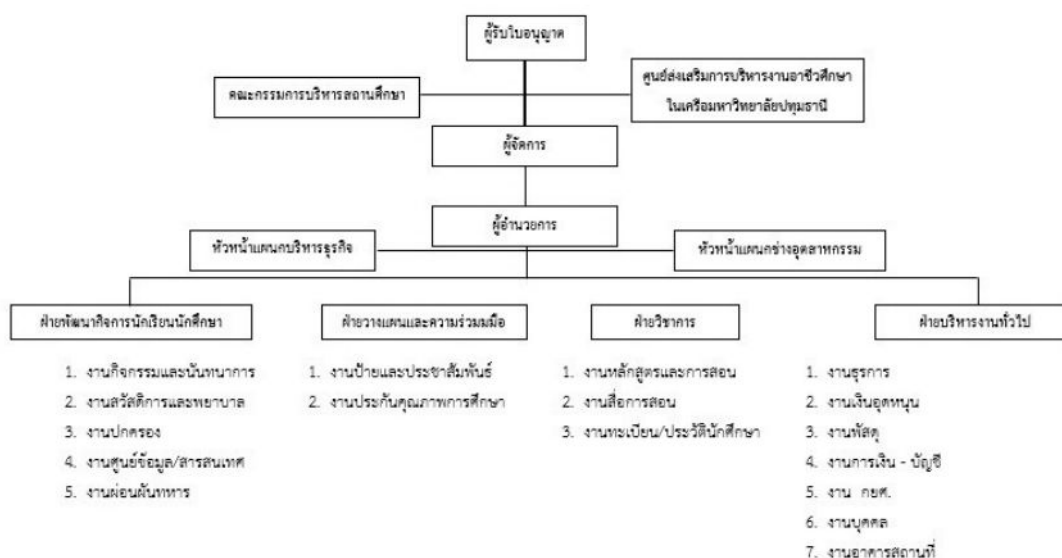 ผู้รับใบอนุญาต
คณะกรรมการบริหารสถานศึกษา
ศูนย์ส่งเสริมการบริหารงานอาชีวศึกษา
ในเครือมหาวิทยาลัยปทุมธานี
ผู้จัดการ
ผู้อำนวยการ
หัวหน้าแผนกบริหารธุรกิจ
หัวหน้าแผนกช่างอุตสาหกรรม
ฝ่ายพัฒนากิจการนักเรียนนักศึกษา
1. งานกิจกรรมและนันทนาการ
2. งานสวัสดิการและพยาบาล
3. งานปกครอง
4. งานศูนย์ข้อมูล/สารสนเทศ
5. งานผ่อนผันทหาร
ฝ่ายวางแผนและความร่วมมมือ
1. งานป้ายและประชาสัมพันธ์
2. งานประกันคุณภาพการศึกษา
ฝ่ายวิชาการ
1. งานหลักสูตรและการสอน
2. งานสื่อการสอน
3. งานทะเบียน/ประวัตินักศึกษา
ฝ่ายบริหารงานทั่วไป
1. งานธุรการ
2. งานเงินอุดหนุน
3. งานพัสดุ
4. งานการเงิน - บัญชี
5. งาน กยศ.
6. งานบุคคล
7. งานอาคารสถานที่